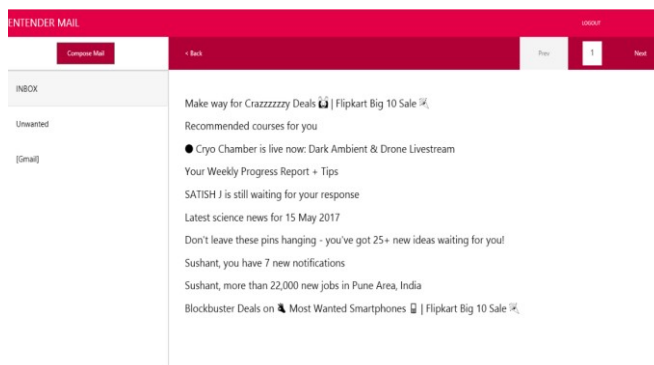 ENTENDER MAIL
LOGOUT
Compose Mail
< Back
Prev
1
Next
INBOX
Unwanted
[Gmail]
Make way for Crazzzzzzy Deals 🙌 | Flipkart Big 10 Sale
Recommended courses for you
● Cryo Chamber is live now: Dark Ambient & Drone Livestream
Your Weekly Progress Report + Tips
SATISH J is still waiting for your response
Latest science news for 15 May 2017
Don't leave these pins hanging - you've got 25+ new ideas waiting for you!
Sushant, you have 7 new notifications
Sushant, more than 22,000 new jobs in Pune Area, India
Blockbuster Deals on Most Wanted Smartphones 📱 | Flipkart Big 10 Sale